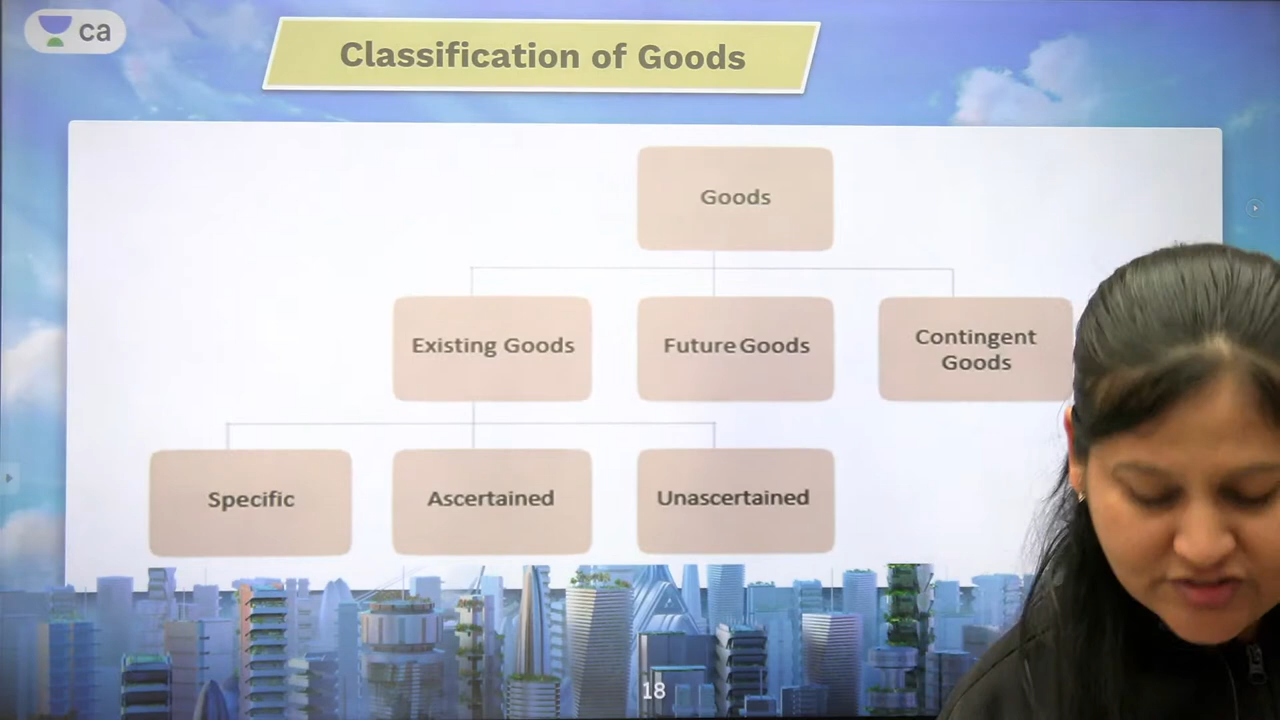 ca
Classification of Goods
Goods
Existing Goods
Future Goods
Contingent
Goods
Specific
Ascertained
Unascertained
18